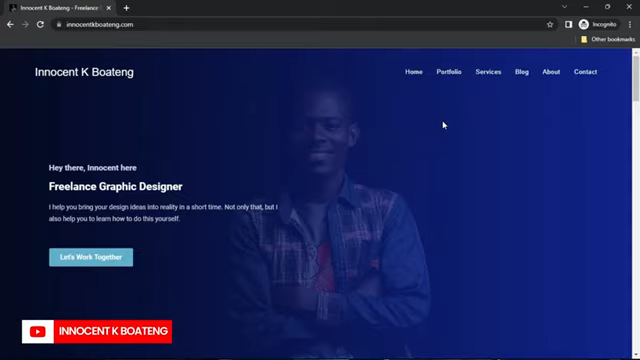 Innocent K Boateng - Freelance G
innocentkboateng.com
Incognito
Other bookmarks
Innocent K Boateng
Home Portfolio Services Blog About Contact
Hey there, Innocent here
Freelance Graphic Designer
I help you bring your design ideas into reality in a short time. Not only that, but I
also help you to learn how to do this yourself.
Let's Work Together
INNOCENT K BOATENG